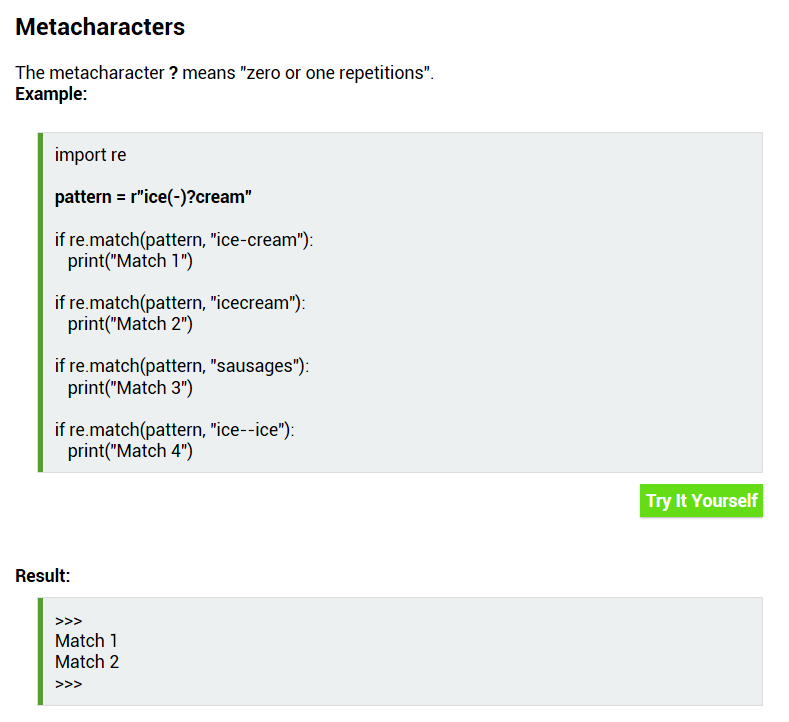 Metacharacters
The metacharacter ? means "zero or one repetitions".
Example:
import re
pattern = r"ice(-)?cream"
if re.match(pattern, "ice-cream"):
print("Match 1")
if re.match(pattern, "icecream"):
print("Match 2")
if re.match(pattern, "sausages"):
print("Match 3")
if re.match(pattern, "ice--ice"):
print("Match 4")
Try It Yourself
Result:
>>>
Match 1
Match 2
>>>